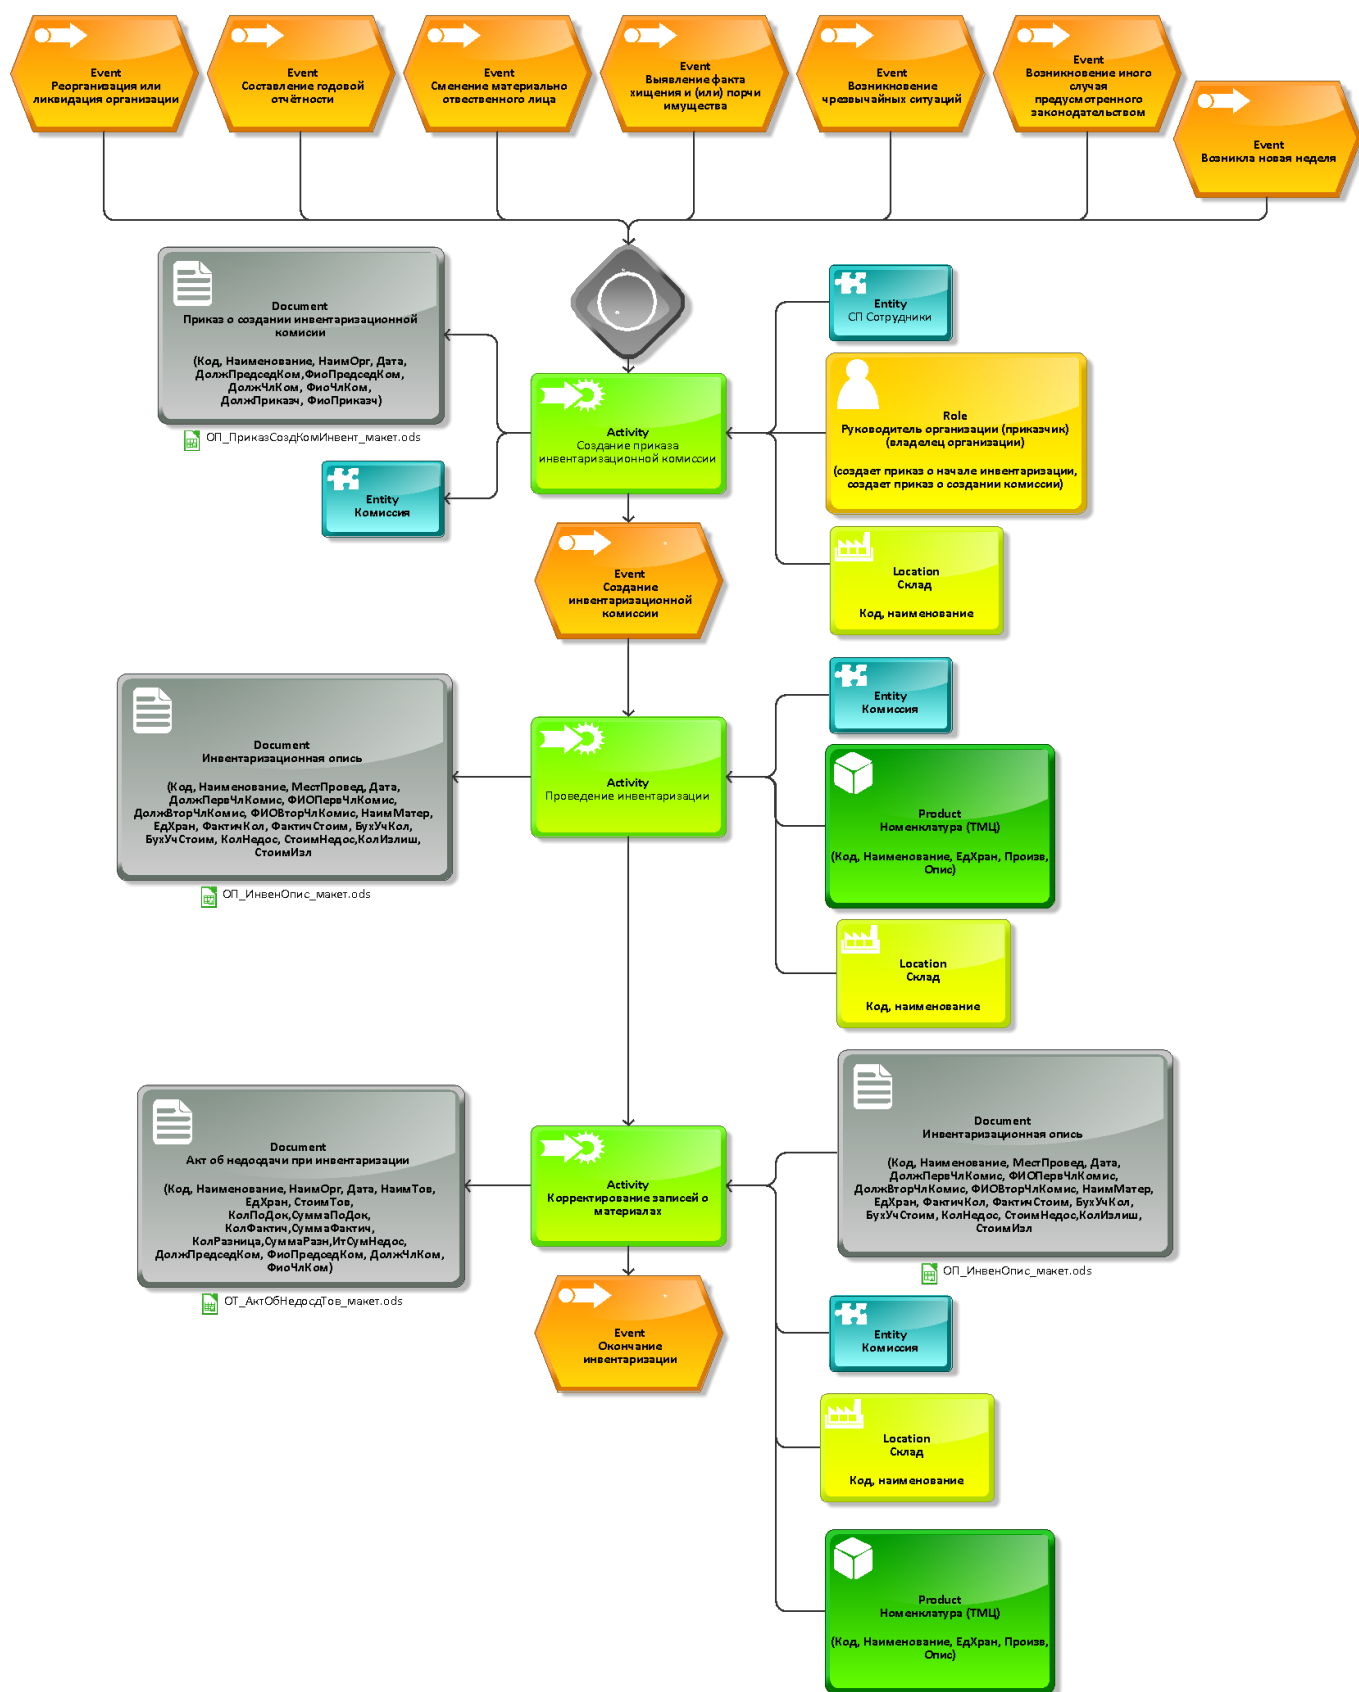 Event
Реорганизация или
ликвидация организации
Event
Составление годовой
отчётности
Event
Сменение материально
отвественного лица
Event
Выявление факта
хищения и (или) порчи
имущества
Event
Возникновение
чрезвычайных ситуаций
Event
Возникновение иного
случая
предусмотренного
законодательством
Event
Возникла новая неделя
Document
Приказ о создании инвентаризационной
комисии
(Код, Наименование, НаимОрг, Дата,
ДолжПредседКом,ФиоПредседКом,
ДолжЧлКом, ФиоЧлКом,
ДолжПриказч, ФиоПриказч)
ОП_ПриказСоздКомИнвент_макет.ods
Entity
Комиссия
Activity
Создание приказа
инвентаризационной комиссии
Entity
СП Сотрудники
Role
Руководитель организации (приказчик)
(владелец организации)
(создает приказ о начале инвентаризации,
создает приказ о создании комиссии)
Location
Склад
Код, наименование
Event
Создание
инвентаризационной
комиссии
Document
Инвентаризационная опись
(Код, Наименование, МестПровед, Дата,
ДолжПервЧлКомис, ФИОПервЧлКомис,
ДолжВторЧлКомис, ФИОВторЧлКомис, НаимМатер,
ЕдХран, ФактичКол, ФактичСтоим, БухУчКол,
БухУчСтоим, КолНедос, СтоимНедос,КолИзлиш,
СтоимИзл
ОП_ИнвенОпис_макет.ods
Activity
Проведение инвентаризации
Entity
Комиссия
Product
Номенклатура (ТМЦ)
(Код, Наименование, ЕдХран, Произв,
Опис)
Location
Склад
Код, наименование
Document
Акт об недосдачи при инвентаризации
(Код, Наименование, НаимОрг, Дата, НаимТов,
ЕдХран, СтоимТов,
КолПоДок,СуммаПоДок,
КолФактич,СуммаФактич,
КолРазница,СуммаРазн,ИтСумНедос,
ДолжПредседКом, ФиоПредседКом, ДолжЧлКом,
ФиоЧлКом)
ОТ_АктОбНедосдТов_макет.ods
Activity
Корректирование записей о
материалах
Event
Окончание
инвентаризации
Document
Инвентаризационная опись
(Код, Наименование, МестПровед, Дата,
ДолжПервЧлКомис, ФИОПервЧлКомис,
ДолжВторЧлКомис, ФИОВторЧлКомис, НаимМатер,
ЕдХран, ФактичКол, ФактичСтоим, БухУчКол,
БухУчСтоим, КолНедос, СтоимНедос,КолИзлиш,
СтоимИзл
ОП_ИнвенОпис_макет.ods
Entity
Комиссия
Location
Склад
Код, наименование
Product
Номенклатура (ТМЦ)
(Код, Наименование, ЕдХран, Произв,
Опис)